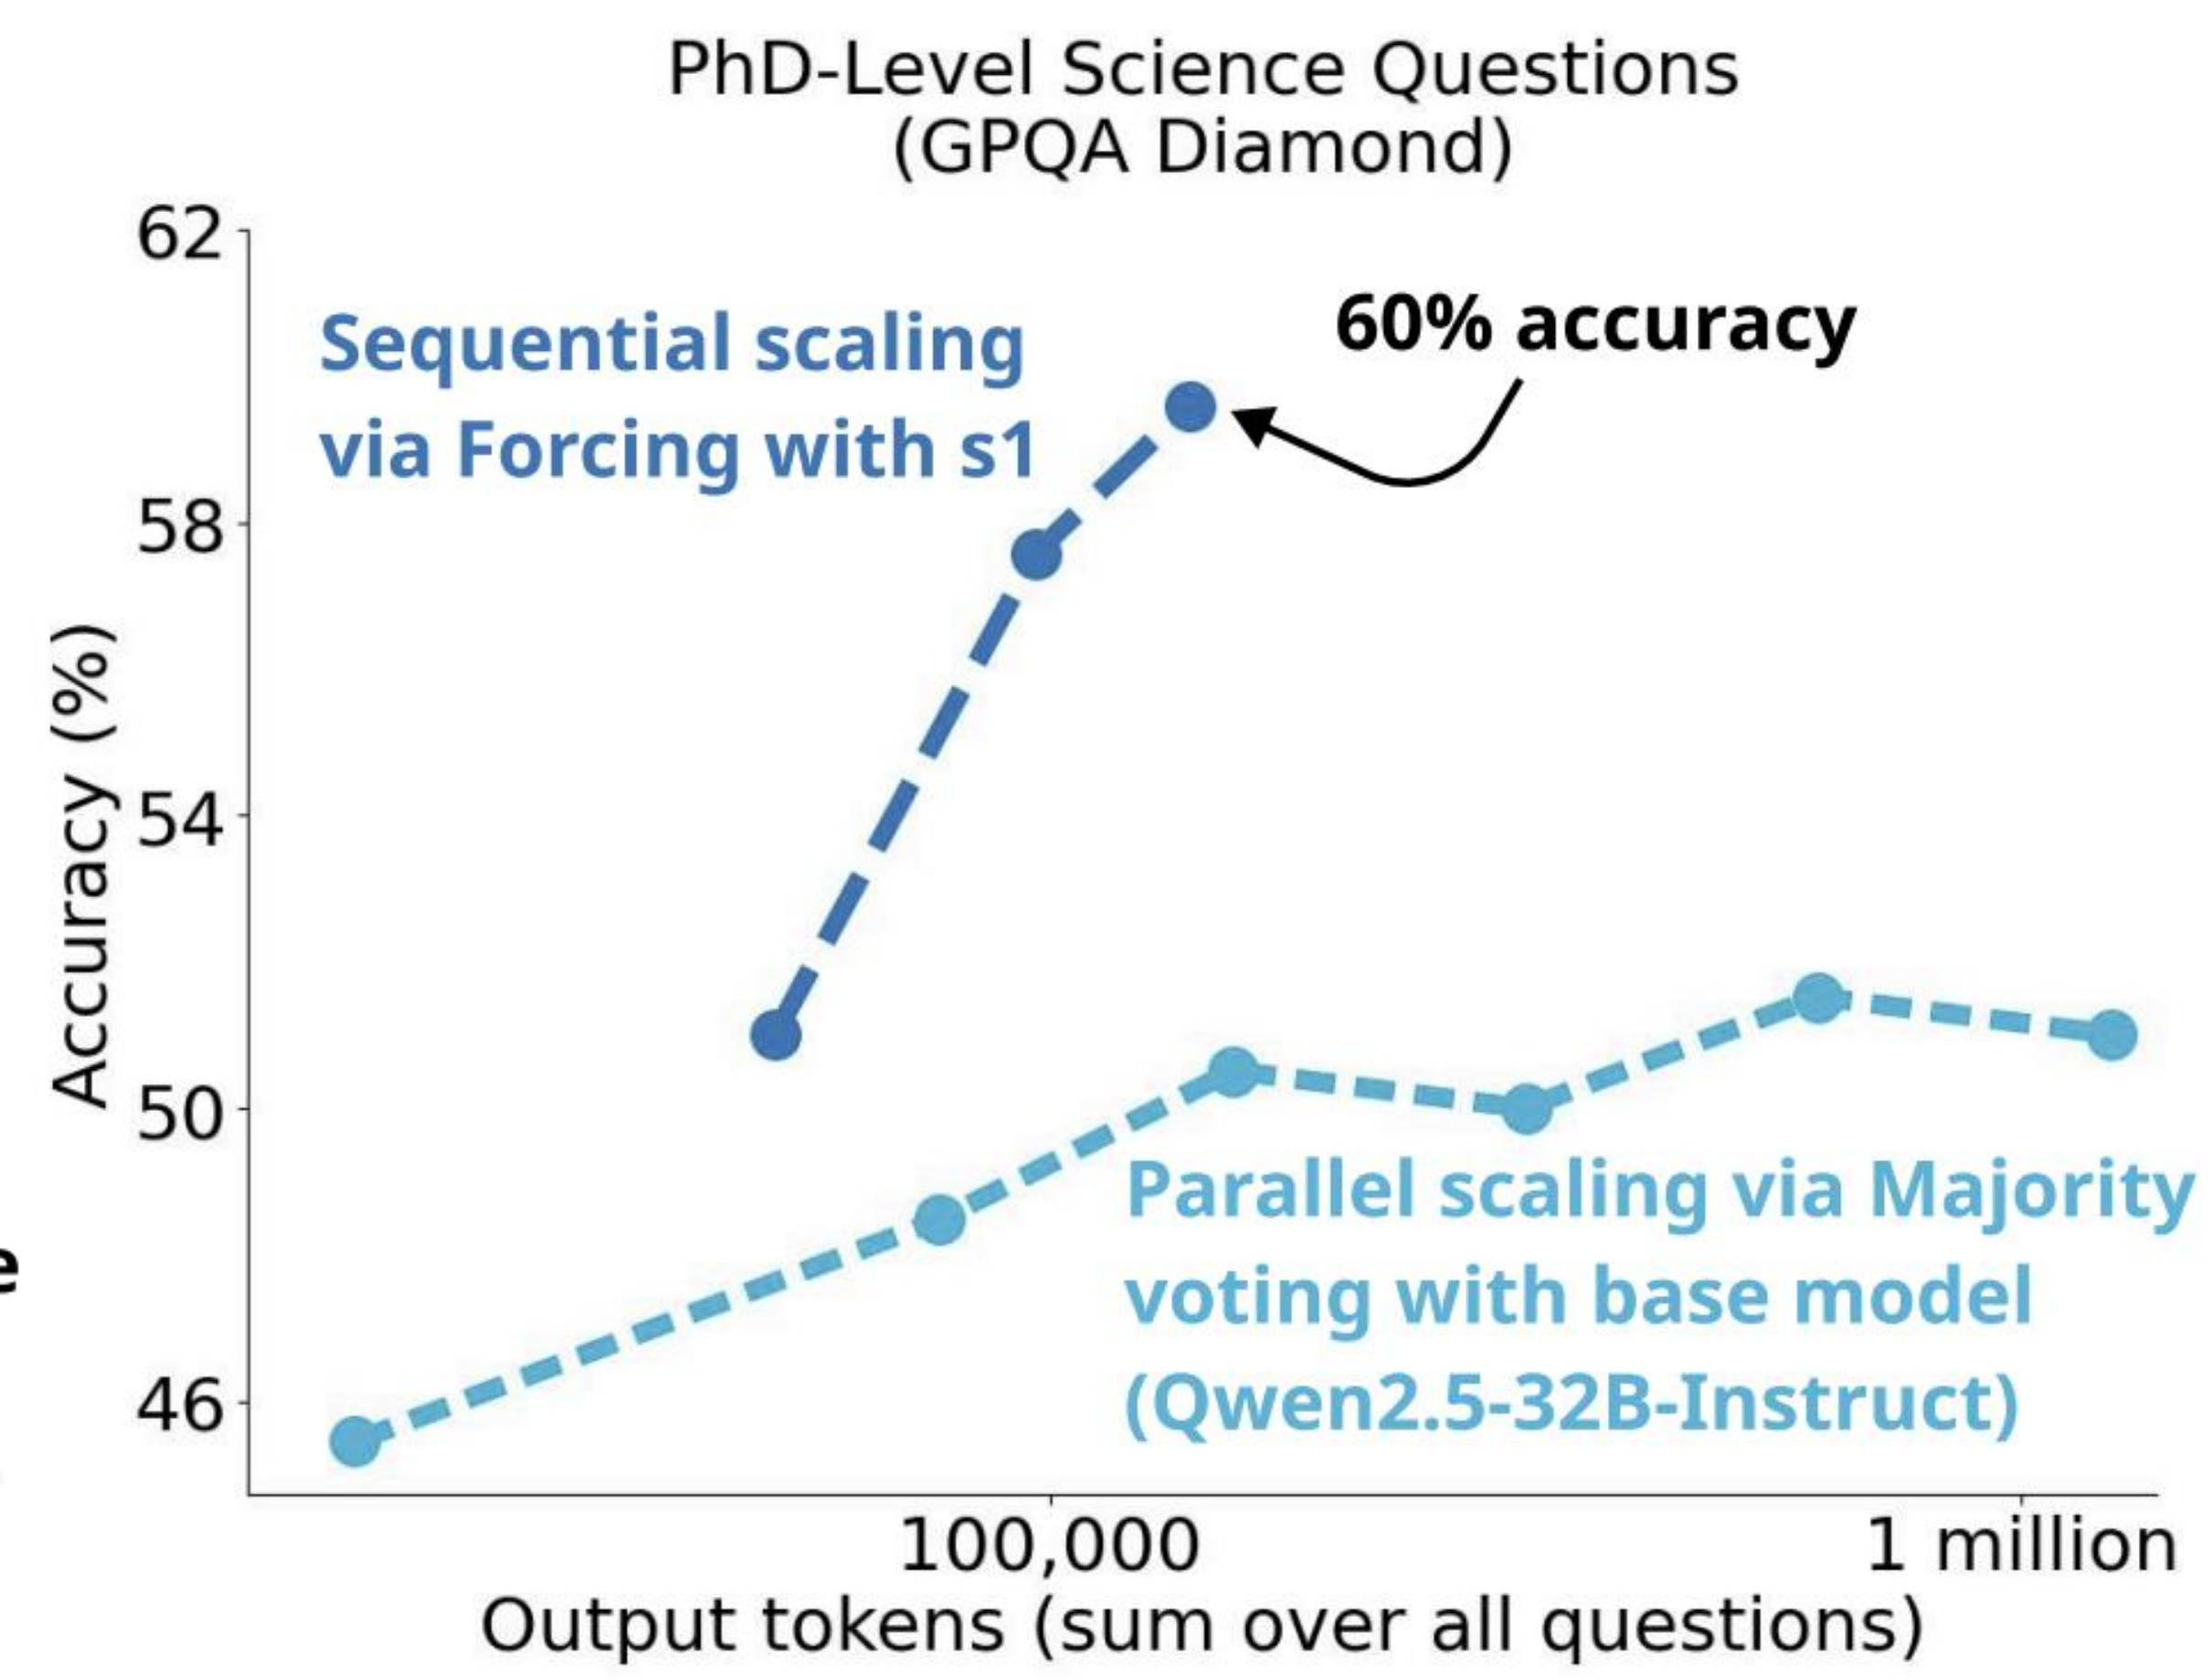 PhD-Level Science Questions
(GPQA Diamond)
62
58
54
50
46
Accuracy (%)
Sequential scaling
via Forcing with s1
60% accuracy
Parallel scaling via Majority
voting with base model
(Qwen2.5-32B-Instruct)
e
100,000
1 million
Output tokens (sum over all questions)